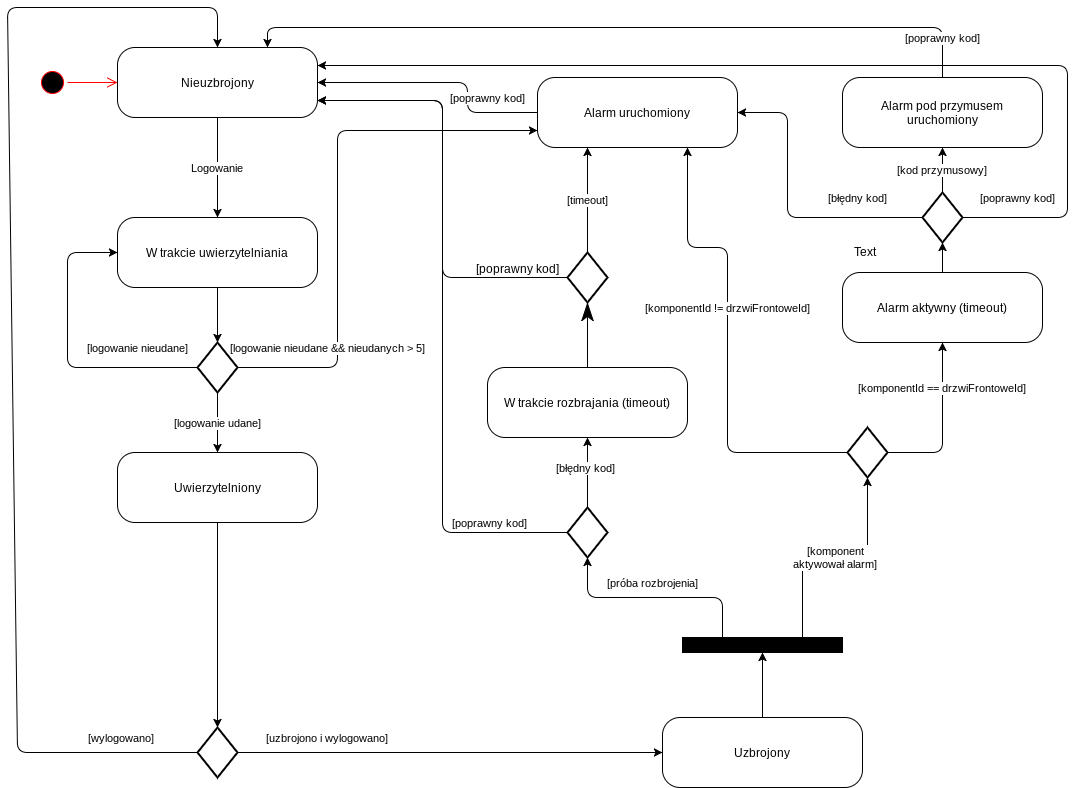 [poprawny kod]
Nieuzbrojony
[poprawny kod]
Alarm uruchomiony
Alarm pod przymusem
uruchomiony
Logowanie
[kod przymusowy]
[timeout]
[błędny kod]
[poprawny kod]
W trakcie uwierzytelniania
Text
[poprawny kod]
[komponentId != drzwiFrontoweId]
Alarm aktywny (timeout)
[logowanie nieudane]
[logowanie nieudane && nieudanych > 5]
[komponentId == drzwiFrontoweId]
W trakcie rozbrajania (timeout)
[logowanie udane]
[błędny kod]
Uwierzytelniony
[poprawny kod]
[komponent
aktywował alarm]
[próba rozbrojenia]
[wylogowano]
[uzbrojono i wylogowano]
Uzbrojony